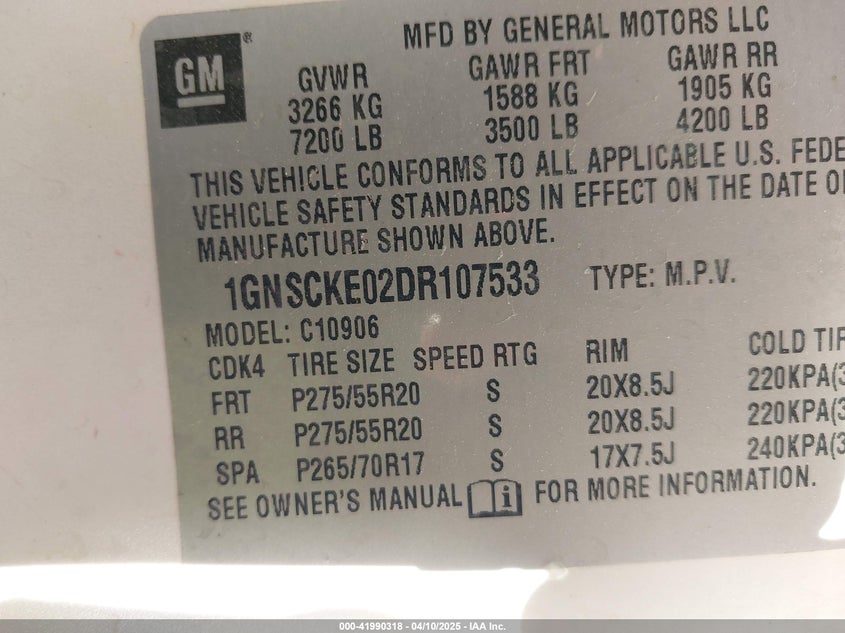 MFD BY GENERAL MOTORS LLC
GM®
GVWR GAWR FRT GAWR RR
3266 KG 1588 KG 1905 KG
7200 LB 3500 LB 4200 LB
THIS VEHICLE CONFORMS TO ALL APPLICABLE U.S. FEDE
VEHICLE SAFETY STANDARDS IN EFFECT ON THE DATE O
MANUFACTURE SHOWN ABOVE.
1GNSCKE02DR107533 TYPE: M.P.V.
MODEL: C10906
CDK4 TIRE SIZE SPEED RTG RIM COLD TIR
FRT P275/55R20 S 20X8.5J 220KPA(3
RR P275/55R20 S 20X8.5J 220KPA(3
SPA P265/70R17 S 17X7.5J 240KPA(3
SEE OWNER'S MANUAL i FOR MORE INFORMATION.
000-41990318 - 04/10/2025 - IAA Inc.